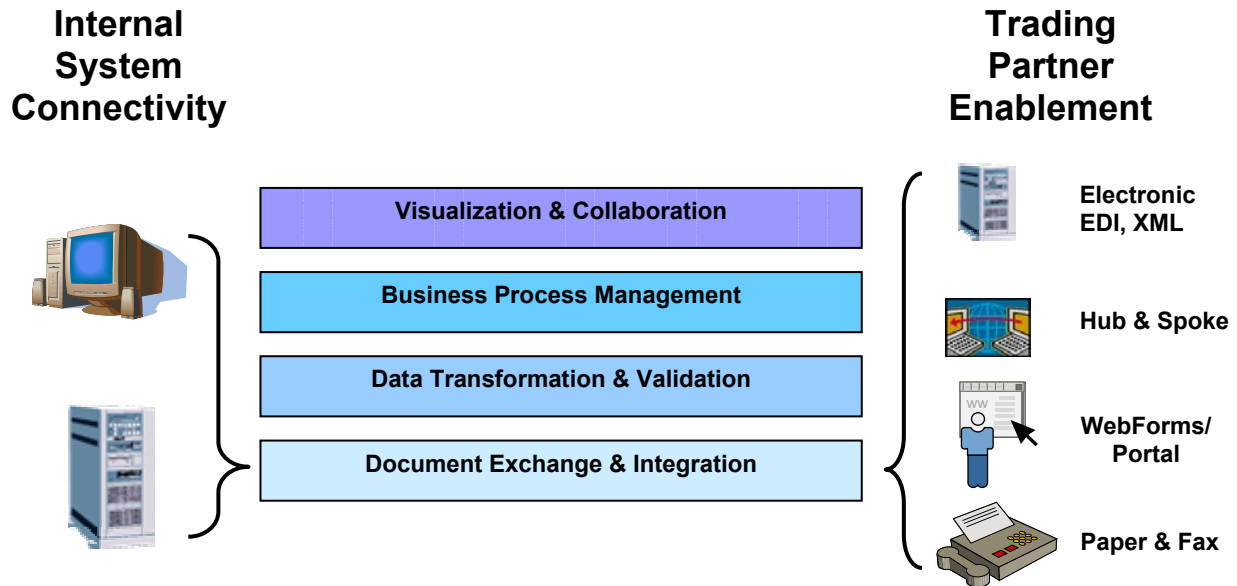 Internal
System
Connectivity
Trading
Partner
Enablement
Visualization & Collaboration
Business Process Management
Data Transformation & Validation
Document Exchange & Integration
Electronic
EDI, XML
Hub & Spoke
WW
WebForms/
Portal
Paper & Fax